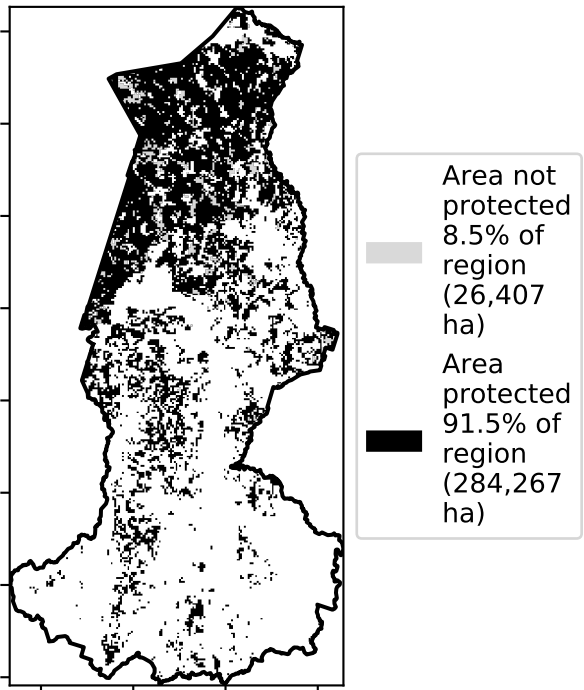 Area not
protected
8.5% of
region
(26,407
ha)
Area
protected
91.5% of
region
(284,267
ha)